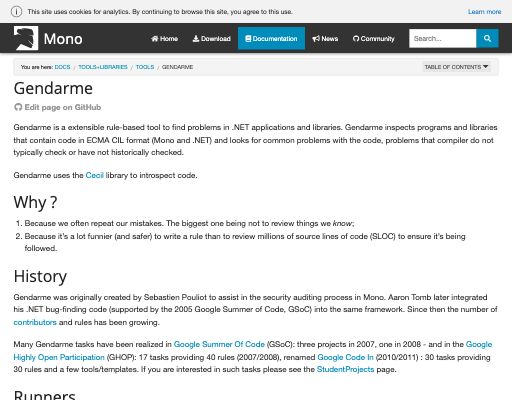 This site uses cookies for analytics. By continuing to browse this site, you agree to this use. Learn more
Mono Home Download Documentation News Community Search...
You are here: DOCS / TOOLS+LIBRARIES / TOOLS / GENDARME TABLE OF CONTENTS
Gendarme
Edit page on GitHub
Gendarme is a extensible rule-based tool to find problems in .NET applications and libraries. Gendarme inspects programs and libraries
that contain code in ECMA CIL format (Mono and .NET) and looks for common problems with the code, problems that compiler do not
typically check or have not historically checked.
Gendarme uses the Cecil library to introspect code.
Why ?
1. Because we often repeat our mistakes. The biggest one being not to review things we know;
2. Because it's a lot funnier (and safer) to write a rule than to review millions of source lines of code (SLOC) to ensure it's being
followed.
History
Gendarme was originally created by Sebastien Pouliot to assist in the security auditing process in Mono. Aaron Tomb later integrated
his .NET bug-finding code (supported by the 2005 Google Summer of Code, GSoC) into the same framework. Since then the number of
contributors and rules has been growing.
Many Gendarme tasks have been realized in Google Summer Of Code (GSoC): three projects in 2007, one in 2008 - and in the Google
Highly Open Participation (GHOP): 17 tasks providing 40 rules (2007/2008), renamed Google Code In (2010/2011) : 30 tasks providing
30 rules and a few tools/templates. If you are interested in such tasks please see the StudentProjects page.
Runners